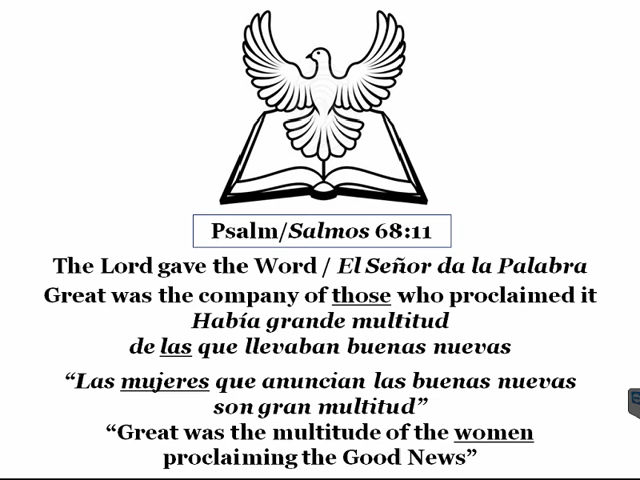 Psalm/Salmos 68:11
The Lord gave the Word / El Señor da la Palabra
Great was the company of those who proclaimed it
Había grande multitud
de las que llevaban buenas nuevas
“Las mujeres que anuncian las buenas nuevas
son gran multitud”
“Great was the multitude of the women
proclaiming the Good News”